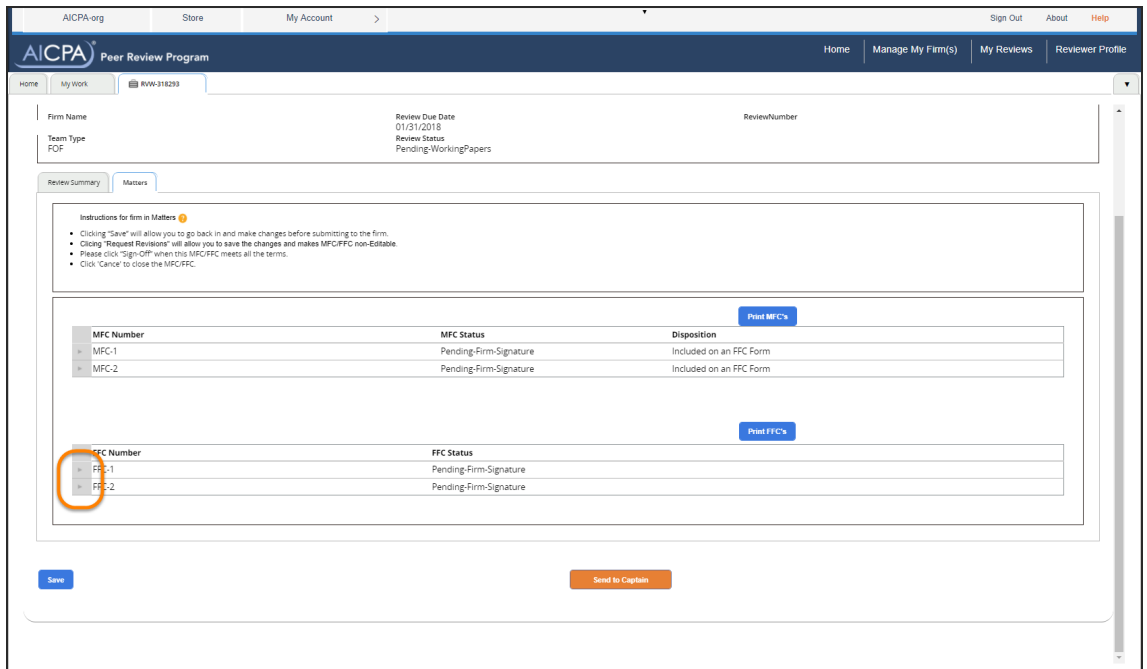 AICPA-org Store My Account >
Sign Out About Help
AICPA Peer Review Program
Home Manage My Firm(s) My Reviews Reviewer Profile
Home My Work RVW-318293
Firm Name Review Due Date ReviewNumber
01/31/2018
Team Type Review Status
FOF Pending-WorkingPapers
Review Summary Matters
Instructions for firm in Matters ?
• Clicking "Save" will allow you to go back in and make changes before submitting to the firm.
• Clicing "Request Revisions" will allow you to save the changes and makes MFC/FFC non-Editable.
• Please click "Sign-Off" when this MFC/FFC meets all the terms.
• Click 'Cance' to close the MFC/FFC.
Print MFC's
MFC Number MFC Status Disposition
MFC-1 Pending-Firm-Signature Included on an FFC Form
MFC-2 Pending-Firm-Signature Included on an FFC Form
Print FFC's
FFC Number FFC Status
FFC-1 Pending-Firm-Signature
FFC-2 Pending-Firm-Signature
Save Send to Captain